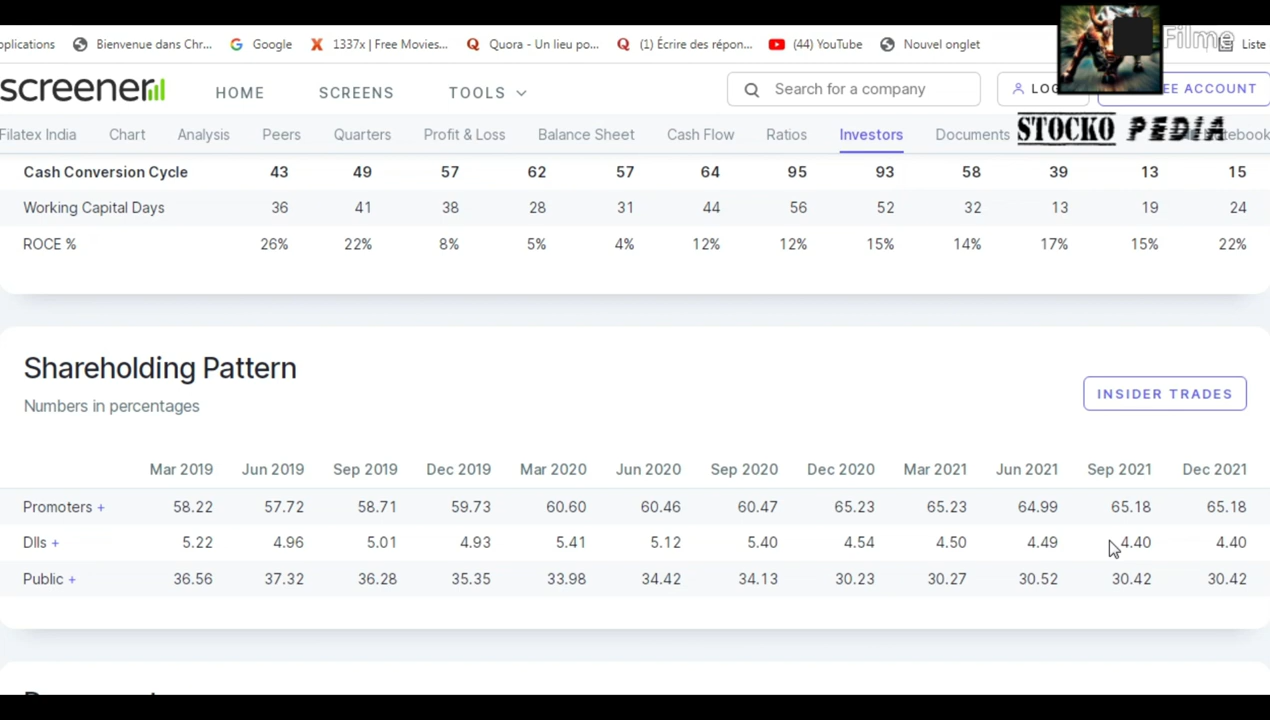 pplications Bienvenue dans Chr... Google 1337x | Free Movies... Quora - Un lieu po... (1) Écrire des répon... (44) YouTube Nouvel onglet Filme Liste
screener HOME SCREENS TOOLS Search for a company LOG EE ACCOUNT
Filatex India Chart Analysis Peers Quarters Profit & Loss Balance Sheet Cash Flow Ratios Investors Documents STOCKO PEDIA tebook
Cash Conversion Cycle 43 49 57 62 57 64 95 93 58 39 13 15
Working Capital Days 36 41 38 28 31 44 56 52 32 13 19 24
ROCE % 26% 22% 8% 5% 4% 12% 12% 15% 14% 17% 15% 22%
Shareholding Pattern
Numbers in percentages
INSIDER TRADES
Mar 2019 Jun 2019 Sep 2019 Dec 2019 Mar 2020 Jun 2020 Sep 2020 Dec 2020 Mar 2021 Jun 2021 Sep 2021 Dec 2021
Promoters + 58.22 57.72 58.71 59.73 60.60 60.46 60.47 65.23 65.23 64.99 65.18 65.18
DIIs + 5.22 4.96 5.01 4.93 5.41 5.12 5.40 4.54 4.50 4.49 4.40 4.40
Public + 36.56 37.32 36.28 35.35 33.98 34.42 34.13 30.23 30.27 30.52 30.42 30.42